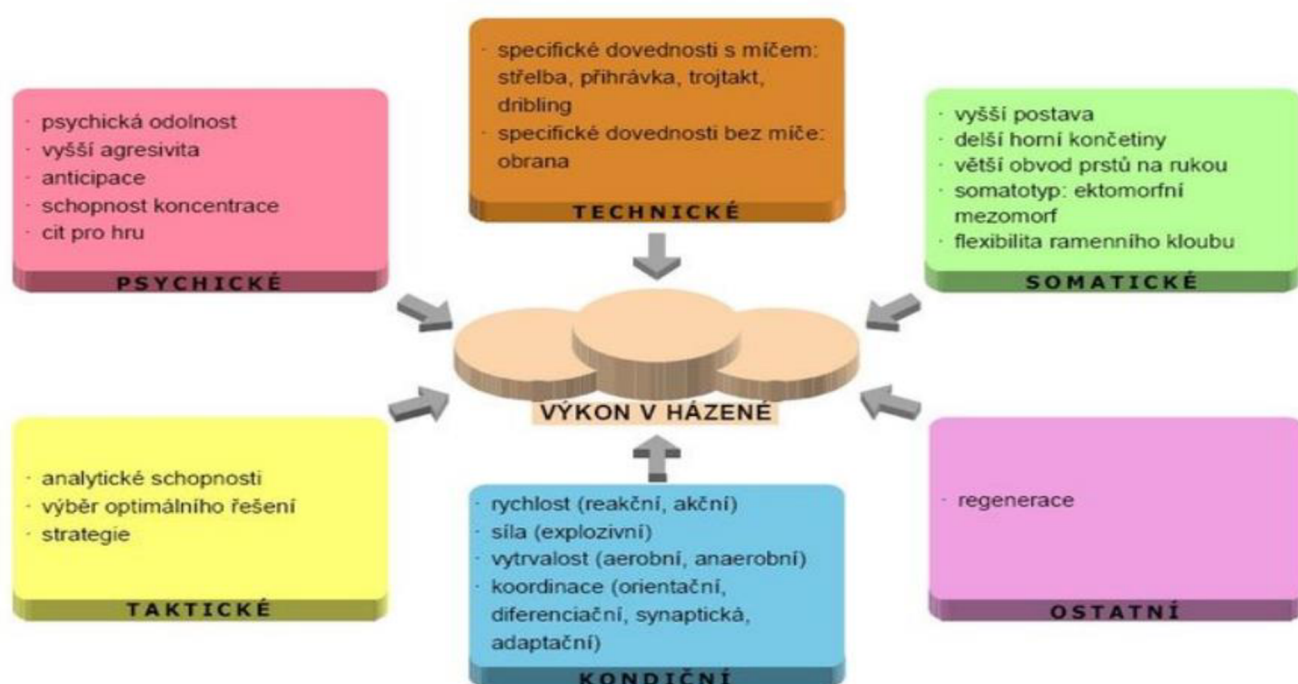 · psychická odolnost
· vyšší agresivita
· anticipace
· schopnost koncentrace
· cit pro hru
PSYCHICKÉ
· specifické dovednosti s míčem:
střelba, přihrávka, trojtakt,
dribling
· specifické dovednosti bez míče:
obrana
TECHNICKÉ
· vyšší postava
· delší horní končetiny
· větší obvod prstů na rukou
· somatotyp: ektomorfní
mezomorf
· flexibilita ramenního kloubu
SOMATICKÉ
VÝKON V HÁZENÉ
· analytické schopnosti
· výběr optimálního řešení
· strategie
TAKTICKÉ
· rychlost (reakční, akční)
· síla (explozivní)
· vytrvalost (aerobní, anaerobní)
· koordinace (orientační,
diferenciační, synaptická,
adaptační)
KONDIČNÍ
· regenerace
OSTATNÍ